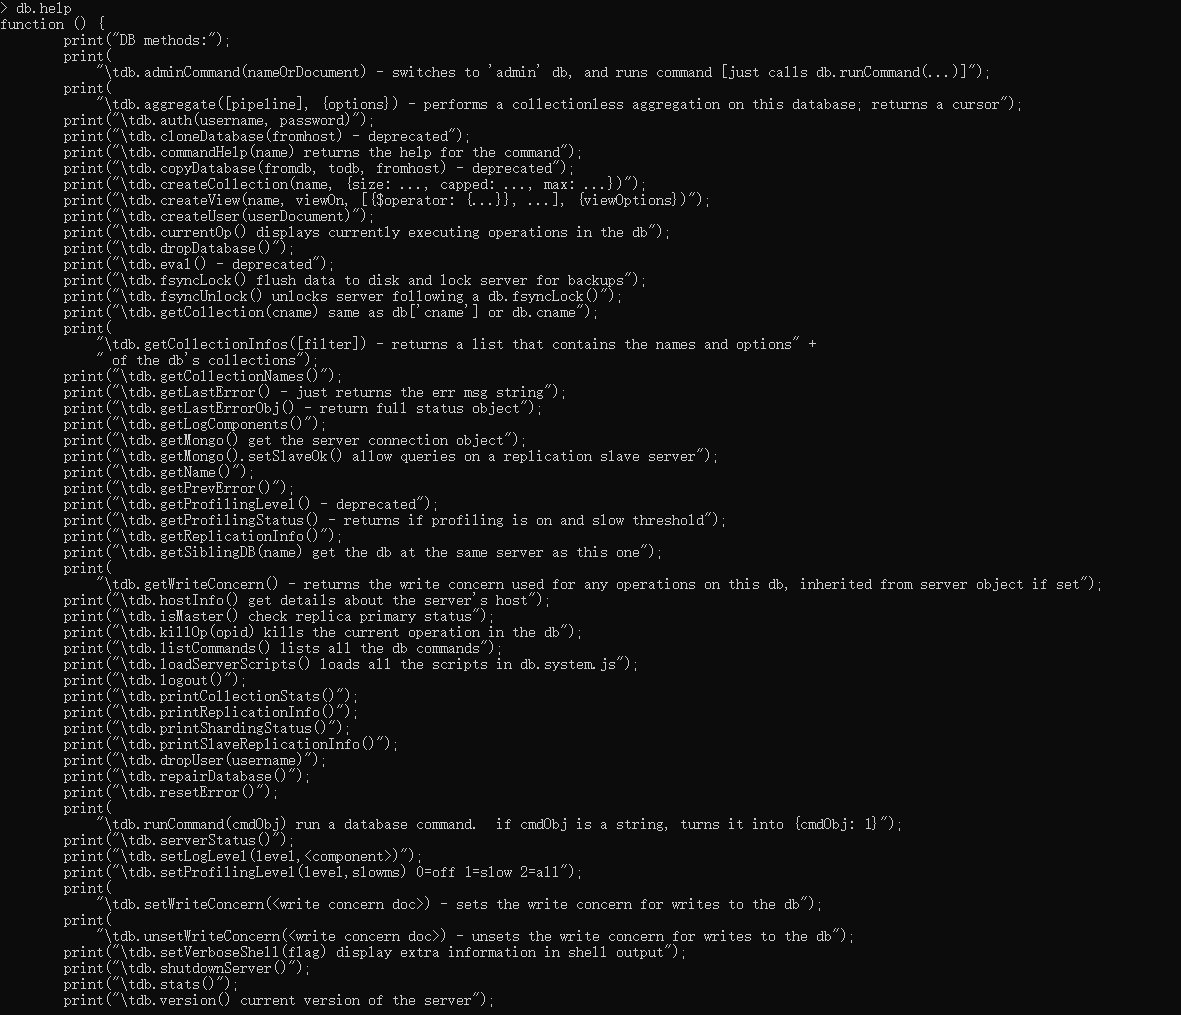 > db.help
function () {
        print("DB methods:");
        print(
            "\tdb.adminCommand(nameOrDocument) - switches to 'admin' db, and runs command [just calls db.runCommand(...)]");
        print(
            "\tdb.aggregate([pipeline], {options}) - performs a collectionless aggregation on this database; returns a cursor");
        print("\tdb.auth(username, password)");
        print("\tdb.cloneDatabase(fromhost) - deprecated");
        print("\tdb.commandHelp(name) returns the help for the command");
        print("\tdb.copyDatabase(fromdb, todb, fromhost) - deprecated");
        print("\tdb.createCollection(name, {size: ..., capped: ..., max: ...})");
        print("\tdb.createView(name, viewOn, [{$operator: {...}}, ...], {viewOptions})");
        print("\tdb.createUser(userDocument)");
        print("\tdb.currentOp() displays currently executing operations in the db");
        print("\tdb.dropDatabase()");
        print("\tdb.eval() - deprecated");
        print("\tdb.fsyncLock() flush data to disk and lock server for backups");
        print("\tdb.fsyncUnlock() unlocks server following a db.fsyncLock()");
        print("\tdb.getCollection(cname) same as db['cname'] or db.cname");
        print(
            "\tdb.getCollectionInfos([filter]) - returns a list that contains the names and options" +
            " of the db's collections");
        print("\tdb.getCollectionNames()");
        print("\tdb.getLastError() - just returns the err msg string");
        print("\tdb.getLastErrorObj() - return full status object");
        print("\tdb.getLogComponents()");
        print("\tdb.getMongo() get the server connection object");
        print("\tdb.getMongo().setSlaveOk() allow queries on a replication slave server");
        print("\tdb.getName()");
        print("\tdb.getPrevError()");
        print("\tdb.getProfilingLevel() - deprecated");
        print("\tdb.getProfilingStatus() - returns if profiling is on and slow threshold");
        print("\tdb.getReplicationInfo()");
        print("\tdb.getSiblingDB(name) get the db at the same server as this one");
        print(
            "\tdb.getWriteConcern() - returns the write concern used for any operations on this db, inherited from server object if set");
        print("\tdb.hostInfo() get details about the server's host");
        print("\tdb.isMaster() check replica primary status");
        print("\tdb.killOp(opid) kills the current operation in the db");
        print("\tdb.listCommands() lists all the db commands");
        print("\tdb.loadServerScripts() loads all the scripts in db.system.js");
        print("\tdb.logout()");
        print("\tdb.printCollectionStats()");
        print("\tdb.printReplicationInfo()");
        print("\tdb.printShardingStatus()");
        print("\tdb.printSlaveReplicationInfo()");
        print("\tdb.dropUser(username)");
        print("\tdb.repairDatabase()");
        print("\tdb.resetError()");
        print(
            "\tdb.runCommand(cmdObj) run a database command.  if cmdObj is a string, turns it into {cmdObj: 1}");
        print("\tdb.serverStatus()");
        print("\tdb.setLogLevel(level,<component>)");
        print("\tdb.setProfilingLevel(level,slowms) 0=off 1=slow 2=all");
        print(
            "\tdb.setWriteConcern(<write concern doc>) - sets the write concern for writes to the db");
        print(
            "\tdb.unsetWriteConcern(<write concern doc>) - unsets the write concern for writes to the db");
        print("\tdb.setVerboseShell(flag) display extra information in shell output");
        print("\tdb.shutdownServer()");
        print("\tdb.stats()");
        print("\tdb.version() current version of the server");